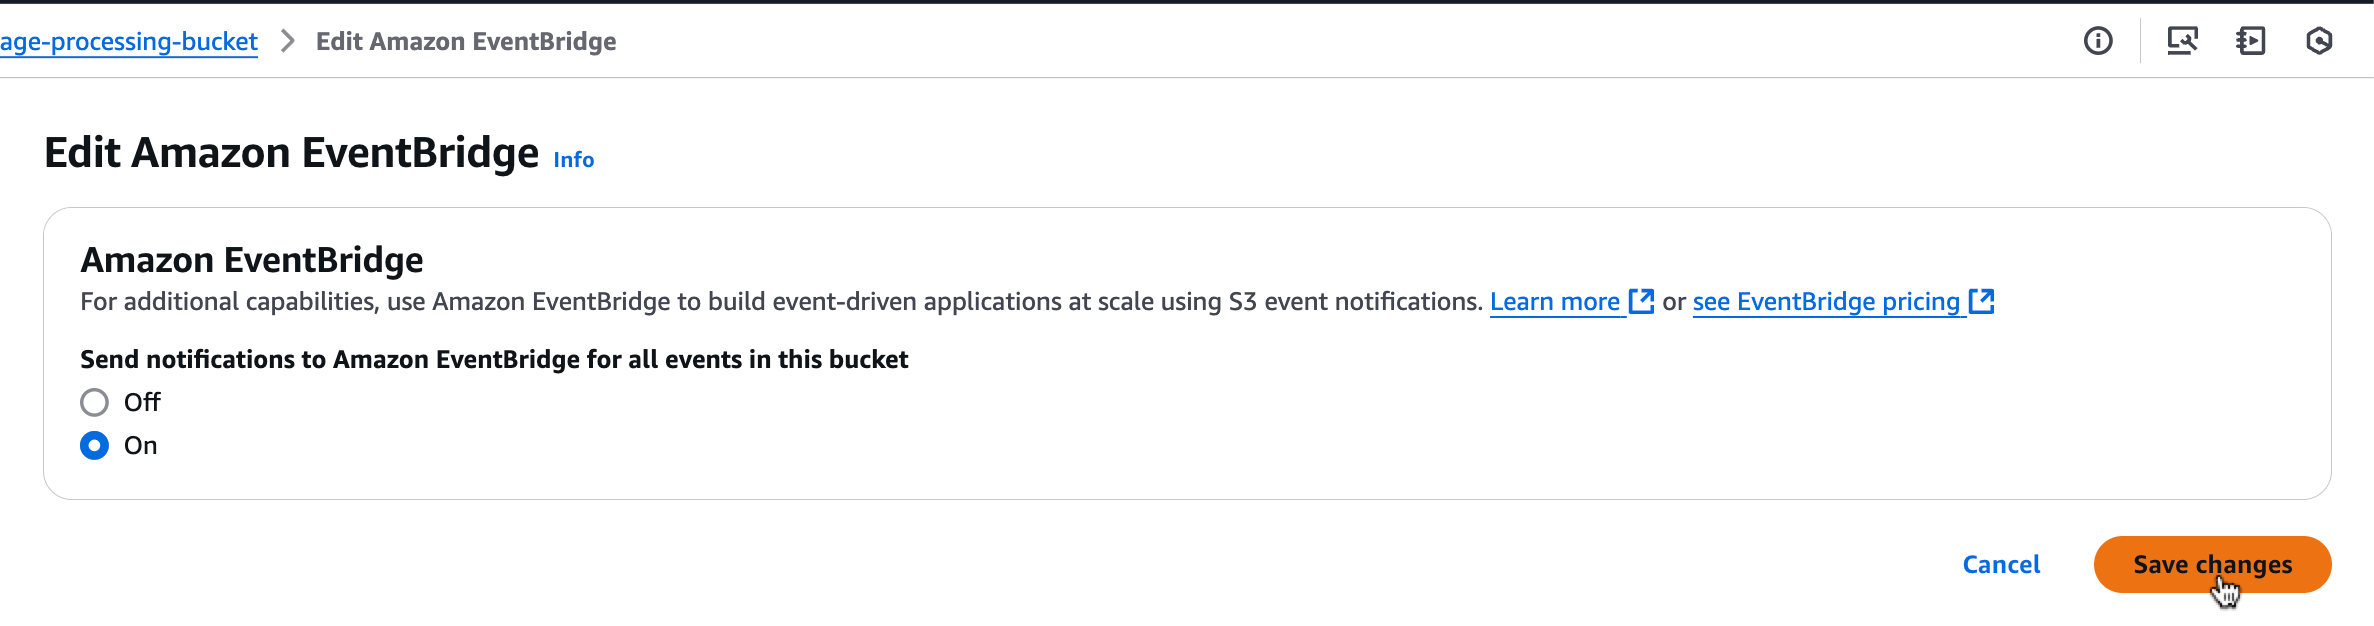 age-processing-bucket > Edit Amazon EventBridge
Edit Amazon EventBridge Info
Amazon EventBridge
For additional capabilities, use Amazon EventBridge to build event-driven applications at scale using S3 event notifications. Learn more or see EventBridge pricing
Send notifications to Amazon EventBridge for all events in this bucket
Off
On
Cancel Save changes